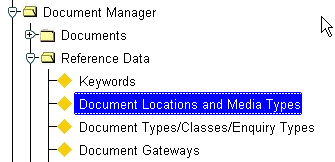 Document Manager
Documents
Reference Data
Keywords
Document Locations and Media Types
Document Types/Classes/Enquiry Types
Document Gateways